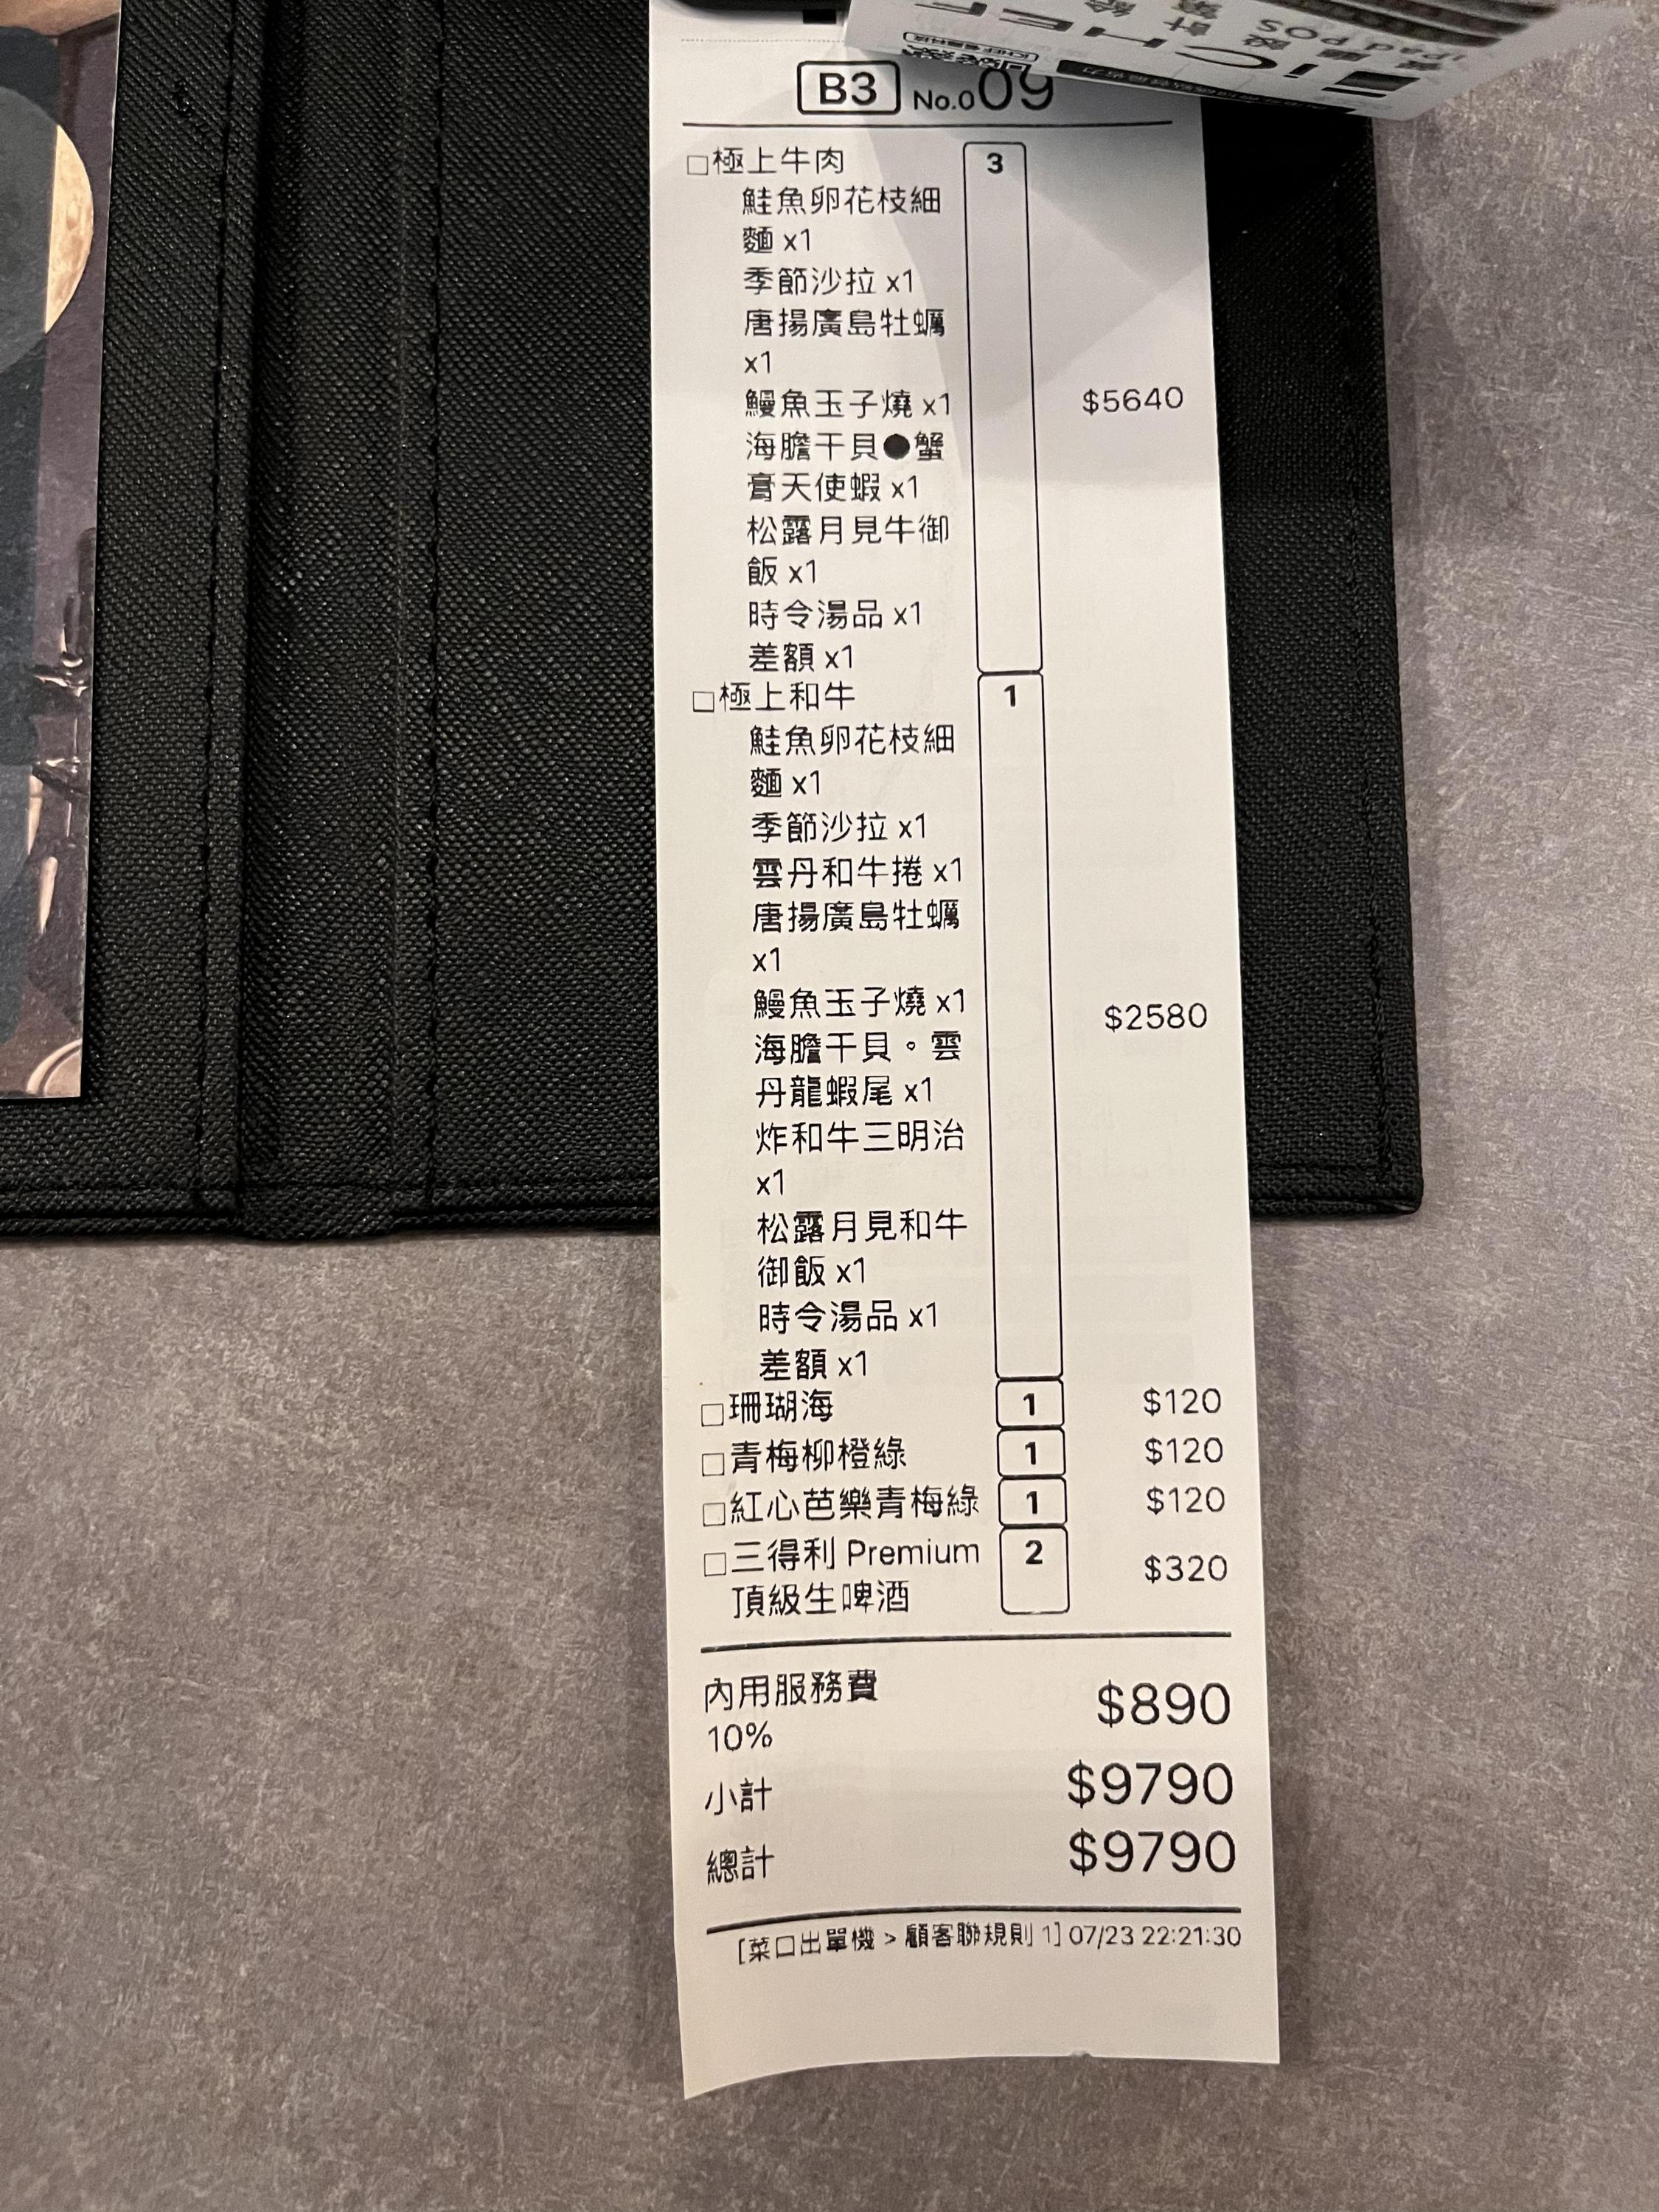 iPad POS
iCHEF
B3 No.009
□極上牛肉 3
鮭魚卵花枝細
麵 x1
季節沙拉 x1
唐揚廣島牡蠣
x1
鰻魚玉子燒 x1 $5640
海膽干貝●蟹
膏天使蝦 x1
松露月見牛御
飯 x1
時令湯品 x1
差額 x1
□極上和牛 1
鮭魚卵花枝細
麵 x1
季節沙拉 x1
雲丹和牛捲 x1
唐揚廣島牡蠣
x1
鰻魚玉子燒 x1 $2580
海膽干貝。雲
丹龍蝦尾 x1
炸和牛三明治
x1
松露月見和牛
御飯 x1
時令湯品 x1
差額 x1
□珊瑚海 1 $120
□青梅柳橙綠 1 $120
□紅心芭樂青梅綠 1 $120
□三得利 Premium 2 $320
頂級生啤酒
內用服務費 $890
10%
小計 $9790
總計 $9790
[菜口出單機 > 顧客聯規則 1] 07/23 22:21:30